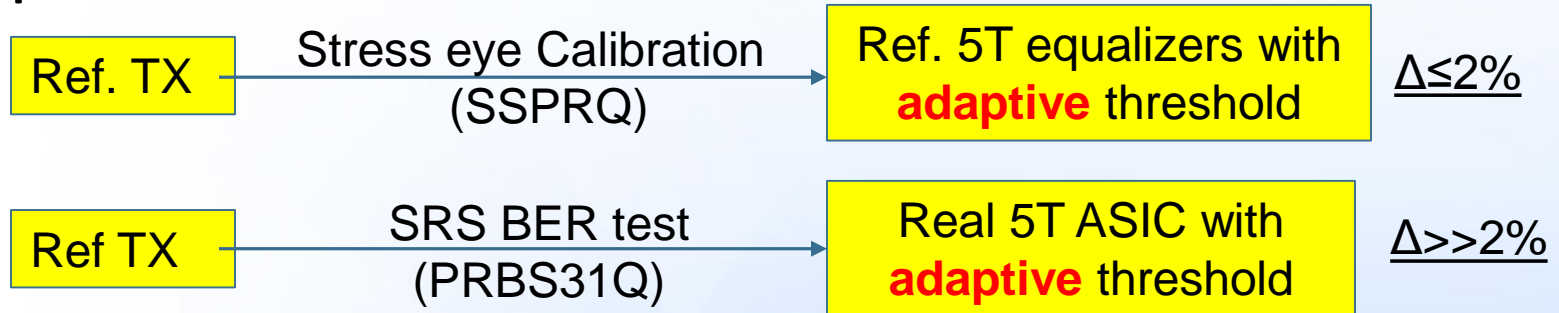 Ref. TX
Stress eye Calibration
(SSPRQ)
Ref. 5T equalizers with
adaptive threshold
Δ≤2%
Ref TX
SRS BER test
(PRBS31Q)
Real 5T ASIC with
adaptive threshold
Δ>>2%